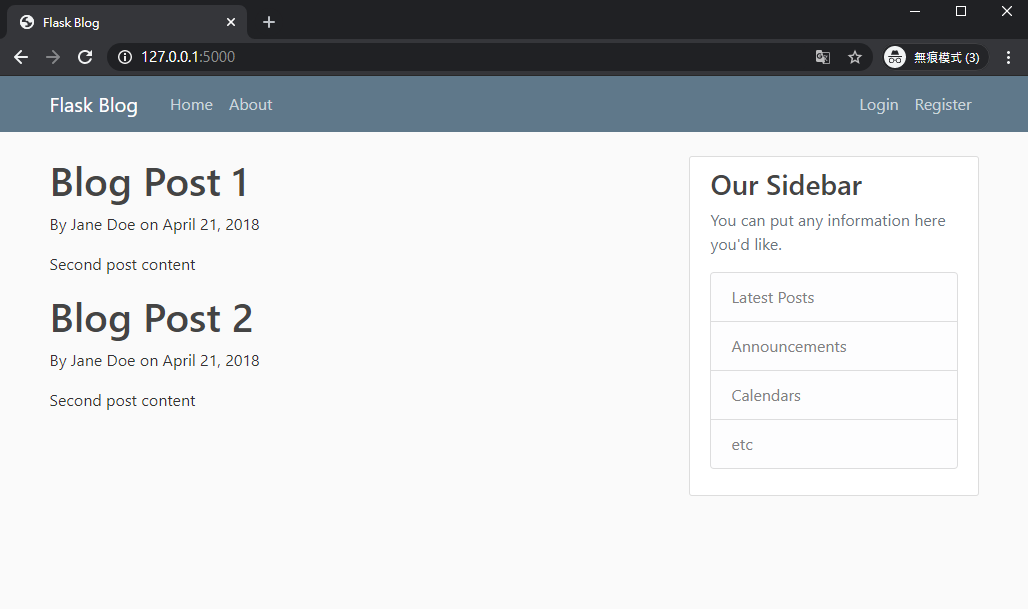 Flask Blog
127.0.0.1:5000
無痕模式 (3)
Flask Blog Home About Login Register
Blog Post 1
By Jane Doe on April 21, 2018
Second post content
Blog Post 2
By Jane Doe on April 21, 2018
Second post content
Our Sidebar
You can put any information here
you'd like.
Latest Posts
Announcements
Calendars
etc